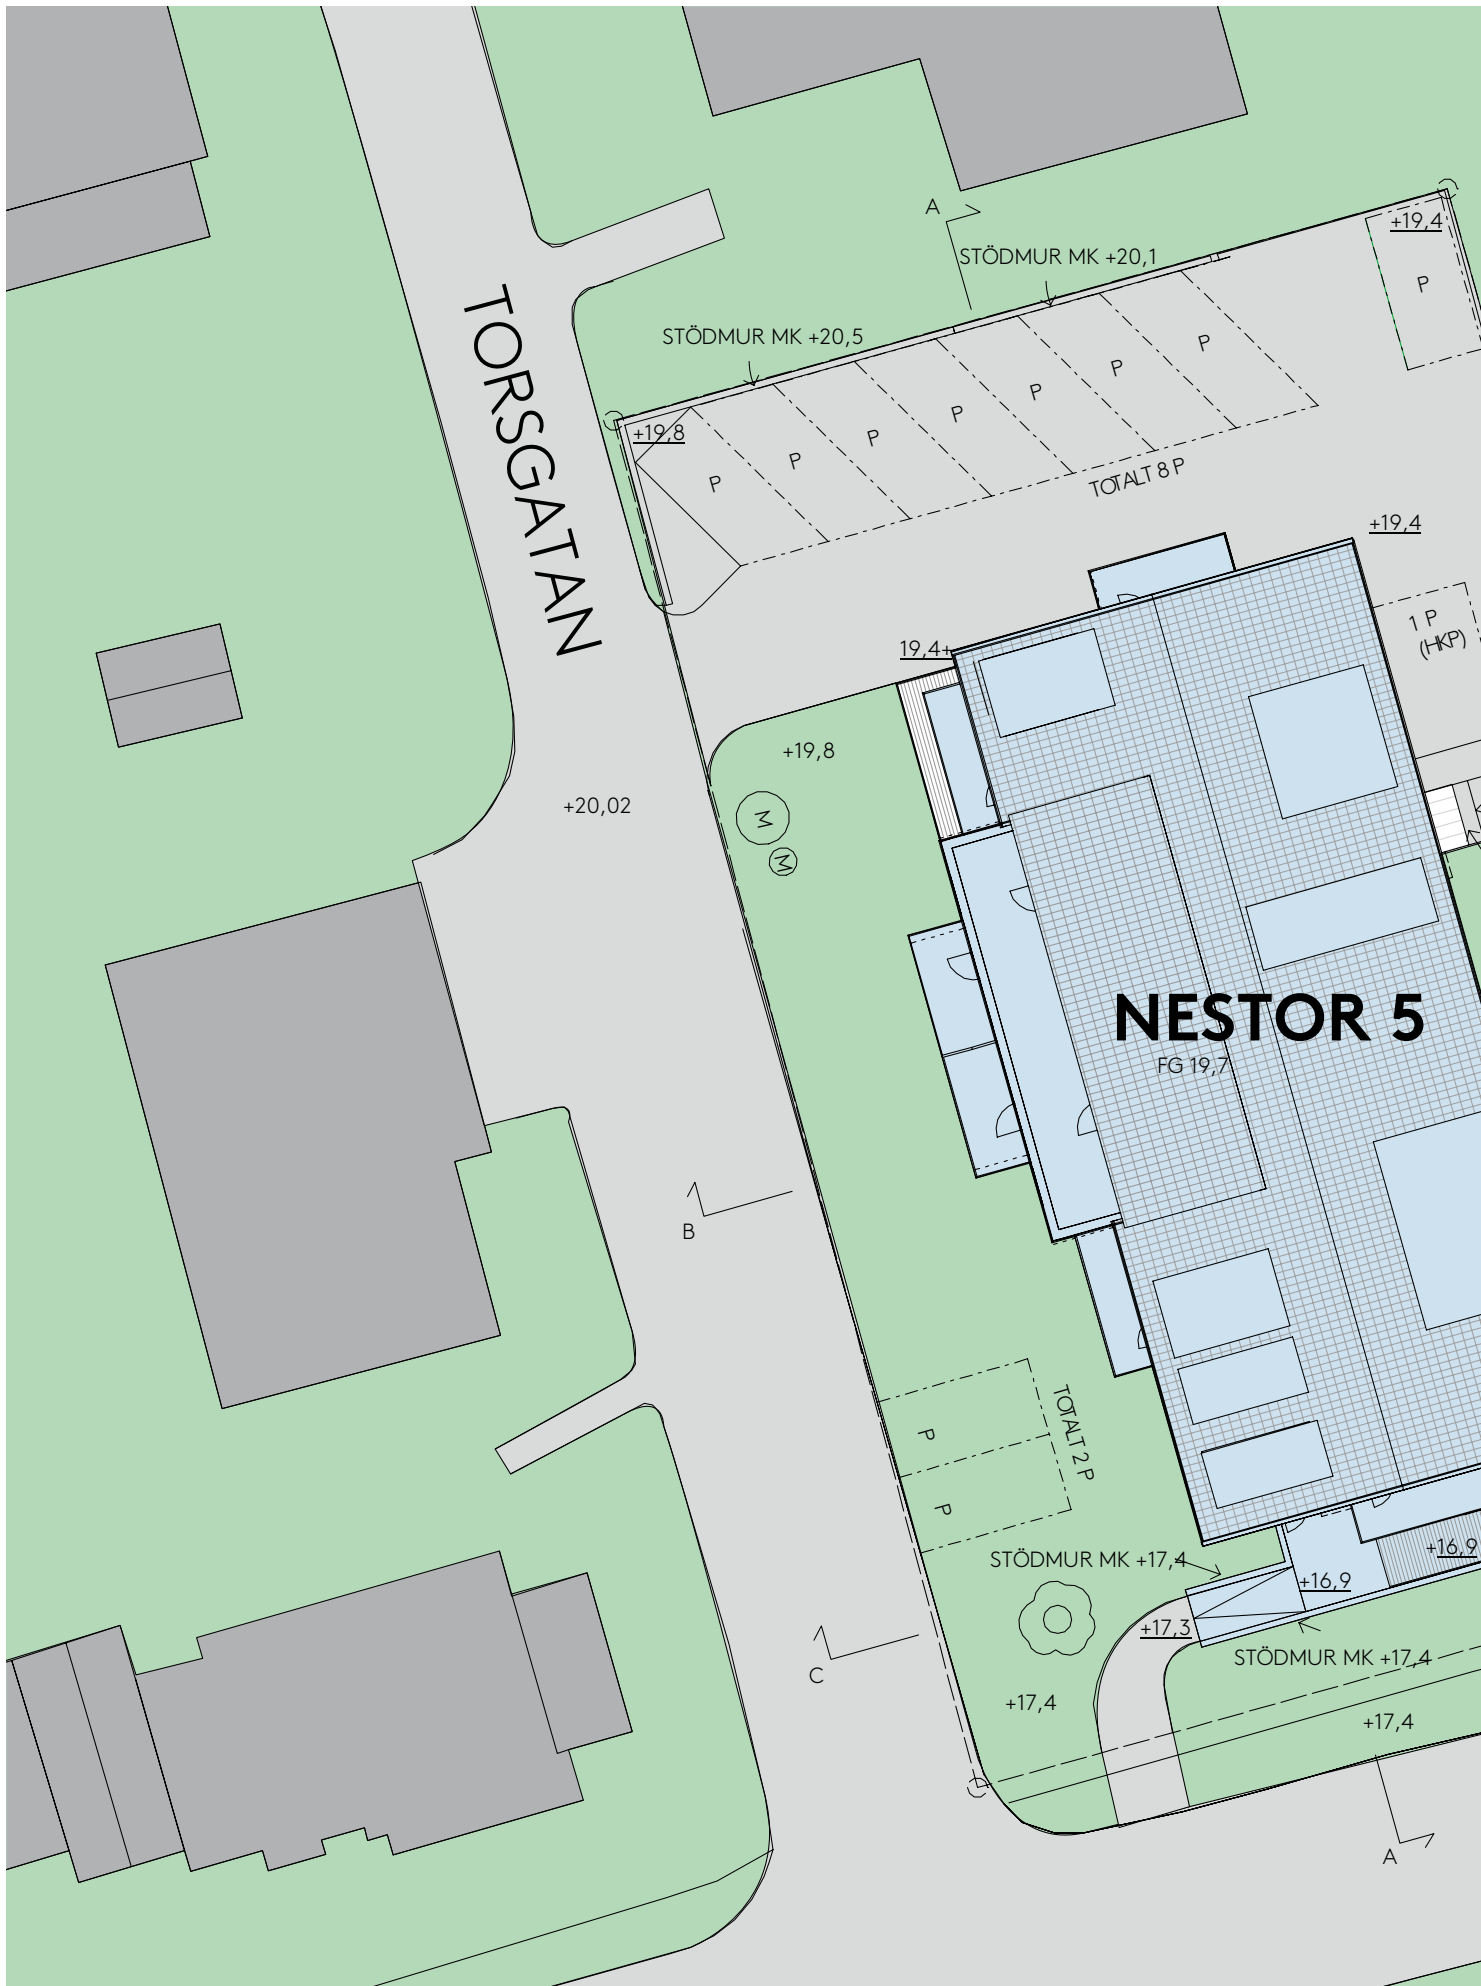 A
+19,4
STÖDMUR MK +20,1
P
STÖDMUR MK +20,5
P
P
P
P
P
P
P
+19,8
TORSGATAN
TOTALT 8 P
+19,4
1 P
(HKP)
19,4+
+19,8
+20,02
M
M
NESTOR 5
FG 19,7
B
P
TOTALT 2 P
P
STÖDMUR MK +17,4
+16,9
+16,9
+17,3
STÖDMUR MK +17,4
C
+17,4
+17,4
A